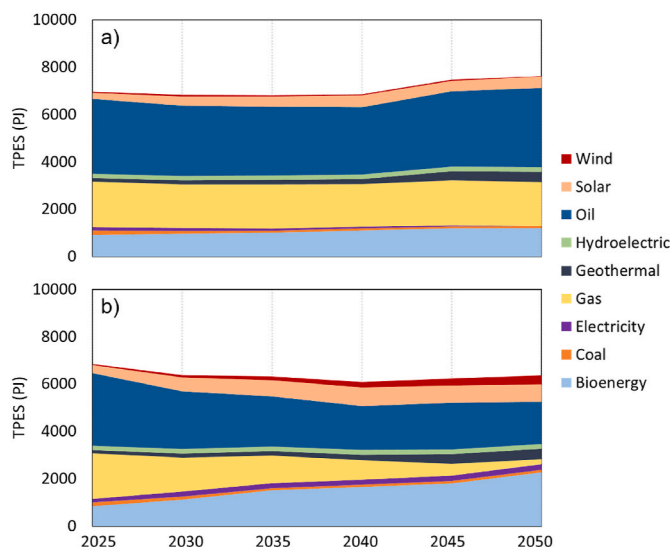 10000
a)
8000
6000
4000
2000
0
TPES (PJ)
10000
b)
8000
6000
4000
2000
0
TPES (PJ)
2025 2030 2035 2040 2045 2050
Wind
Solar
Oil
Hydroelectric
Geothermal
Gas
Electricity
Coal
Bioenergy